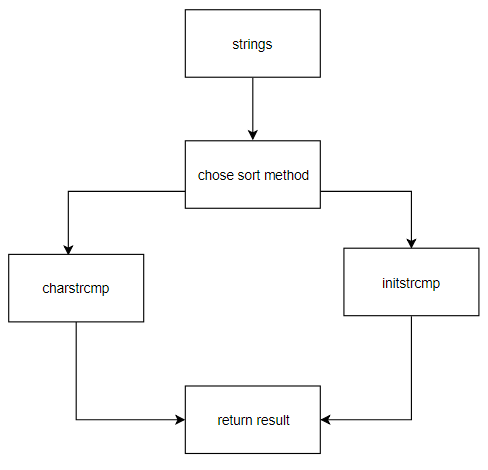 strings
chose sort method
charstrcmp
initstrcmp
return result